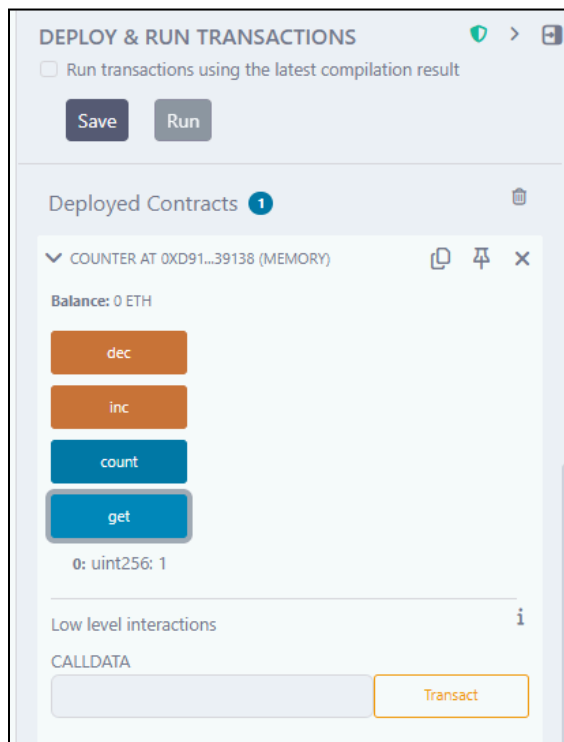 DEPLOY & RUN TRANSACTIONS
Run transactions using the latest compilation result
Save Run
Deployed Contracts 1
COUNTER AT 0XD91...39138 (MEMORY)
Balance: 0 ETH
dec
inc
count
get
0: uint256: 1
Low level interactions i
CALLDATA
Transact